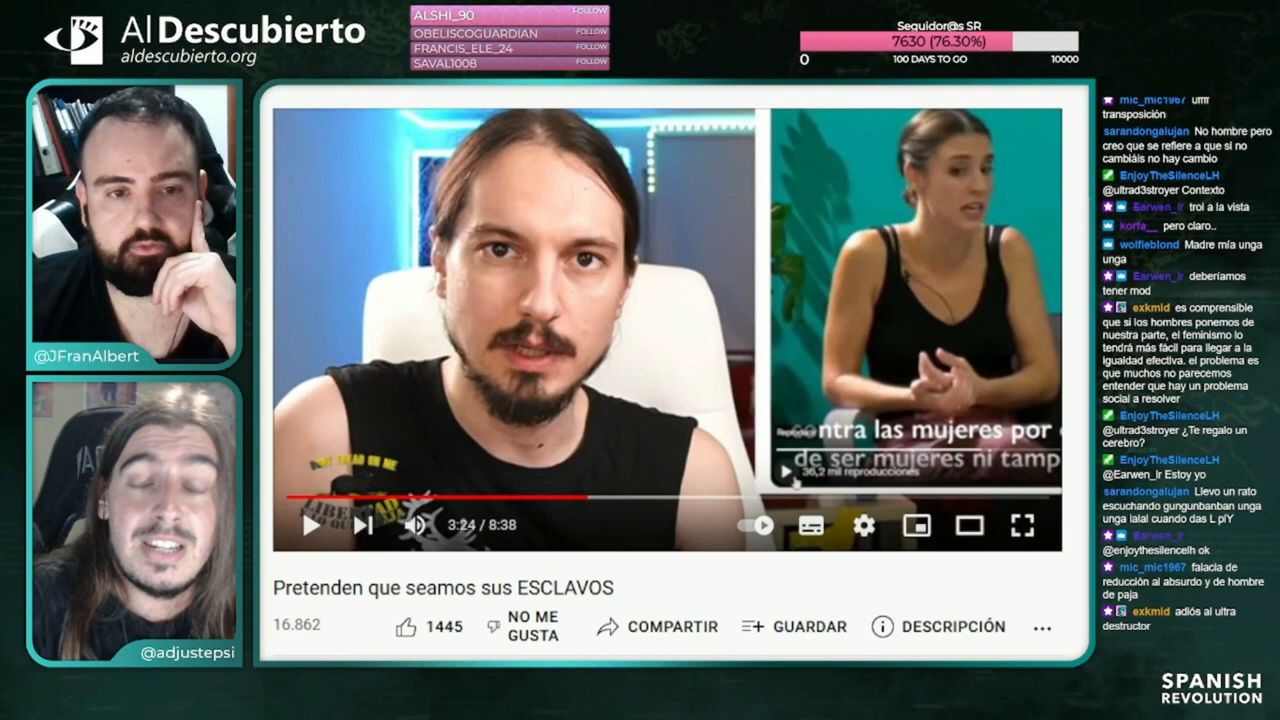 Al Descubierto
aldescubierto.org
ALSHI_90 FOLLOW
OBELISCOGUARDIAN FOLLOW
FRANCIS_ELE_24 FOLLOW
SAVAL1008 FOLLOW
Seguidor@s SR
7630 (76.30%)
0 100 DAYS TO GO 10000
@JFranAlbert
@adjustepsi
DON'T TREAD ON ME
LIBERTAD
ntra las mujeres por
de ser mujeres ni tamp
36,2 mil reproducciones
3:24 / 8:38
Pretenden que seamos sus ESCLAVOS
16.862
1445
NO ME
GUSTA
COMPARTIR
GUARDAR
DESCRIPCIÓN
mic_mic1967 ufff
transposición
sarandongalujan No hombre pero
creo que se refiere a que si no
cambiáis no hay cambio
EnjoyTheSilenceLH
@ultrad3stroyer Contexto
Earwen_lr trol a la vista
korfa__ pero claro..
wolfieblond Madre mía unga
unga
Earwen_lr deberíamos
tener mod
exkmid es comprensible
que si los hombres ponemos de
nuestra parte, el feminismo lo
tendrá más fácil para llegar a la
igualdad efectiva. el problema es
que muchos no parecemos
entender que hay un problema
social a resolver
EnjoyTheSilenceLH
@ultrad3stroyer ¿Te regalo un
cerebro?
EnjoyTheSilenceLH
@Earwen_lr Estoy yo
sarandongalujan Llevo un rato
escuchando gungunbanban unga
unga lalal cuando das L plY
Earwen_lr
@enjoythesilencelh ok
mic_mic1967 falacia de
reducción al absurdo y de hombre
de paja
exkmid adiós al ultra
destructor
SPANISH
REVOLUTION